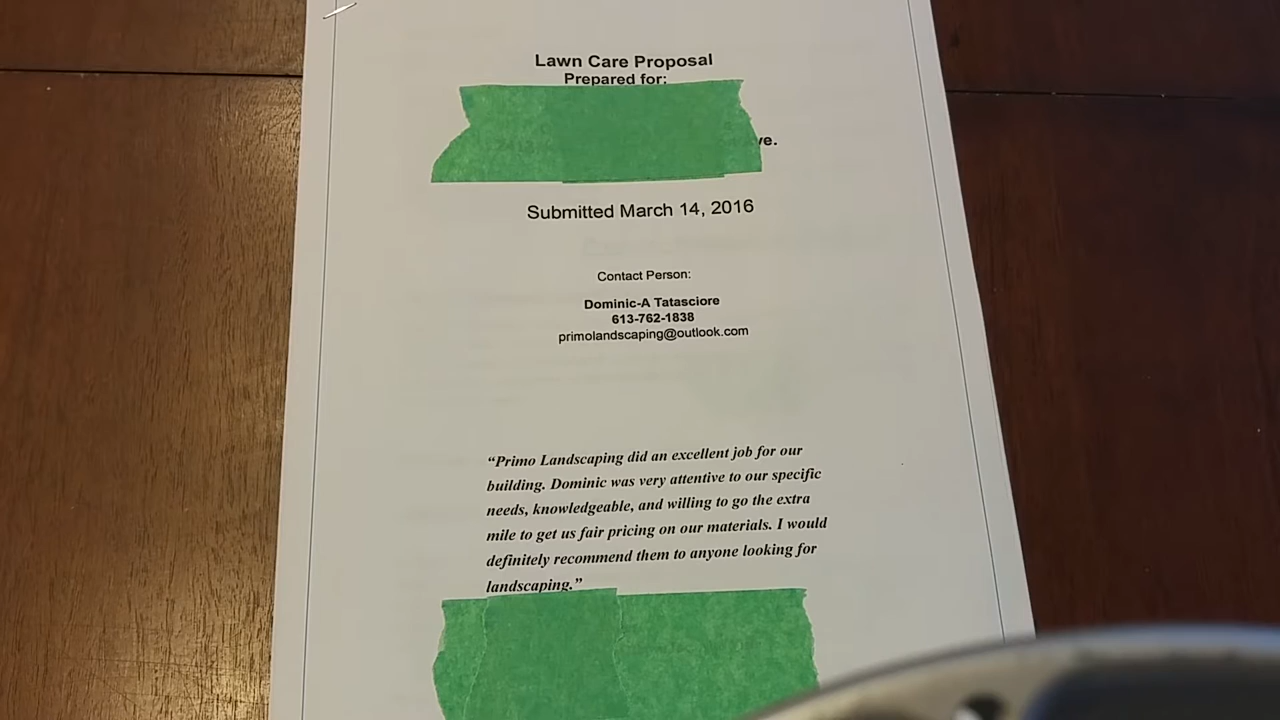 Lawn Care Proposal
Prepared for:
ve.
Submitted March 14, 2016
Contact Person:
Dominic-A Tatasciore
613-762-1838
primolandscaping@outlook.com
“Primo Landscaping did an excellent job for our
building. Dominic was very attentive to our specific
needs, knowledgeable, and willing to go the extra
mile to get us fair pricing on our materials. I would
definitely recommend them to anyone looking for
landscaping.”